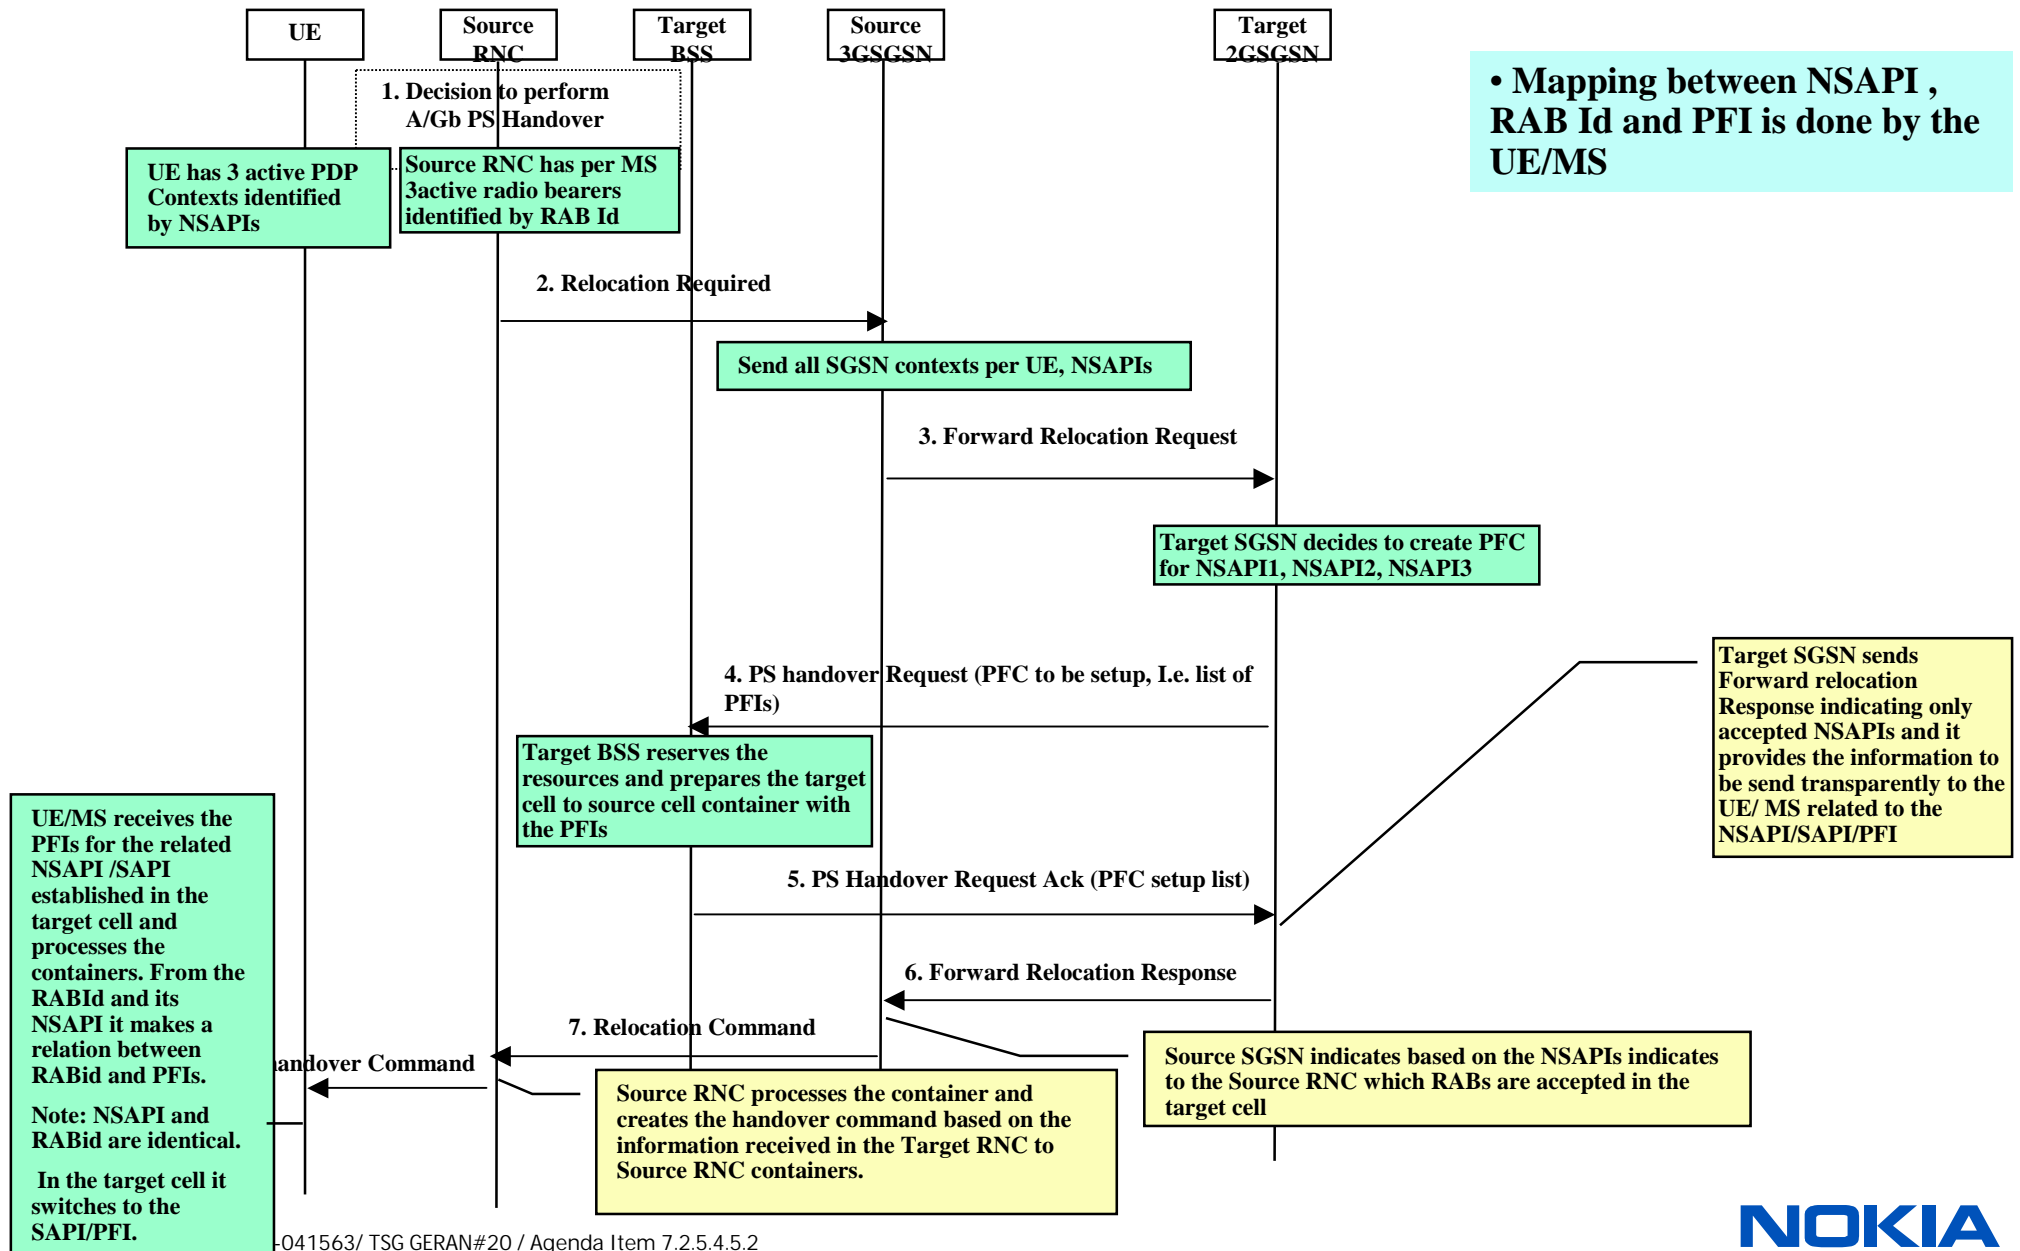 UE
Source
RNC
Target
BSS
Source
3GSGSN
Target
2GSGSN
• Mapping between NSAPI ,
RAB Id and PFI is done by the
UE/MS
1. Decision to perform
A/Gb PS Handover
UE has 3 active PDP
Contexts identified
by NSAPIs
Source RNC has per MS
3active radio bearers
identified by RAB Id
2. Relocation Required
Send all SGSN contexts per UE, NSAPIs
3. Forward Relocation Request
Target SGSN decides to create PFC
for NSAPI1, NSAPI2, NSAPI3
4. PS handover Request (PFC to be setup, I.e. list of
PFIs)
Target SGSN sends
Forward relocation
Response indicating only
accepted NSAPIs and it
provides the information to
be send transparently to the
UE/ MS related to the
NSAPI/SAPI/PFI
Target BSS reserves the
resources and prepares the target
cell to source cell container with
the PFIs
UE/MS receives the
PFIs for the related
NSAPI /SAPI
established in the
target cell and
processes the
containers. From the
RABId and its
NSAPI it makes a
relation between
RABid and PFIs.
Note: NSAPI and
RABid are identical.
In the target cell it
switches to the
SAPI/PFI.
5. PS Handover Request Ack (PFC setup list)
6. Forward Relocation Response
7. Relocation Command
andover Command
Source SGSN indicates based on the NSAPIs indicates
to the Source RNC which RABs are accepted in the
target cell
Source RNC processes the container and
creates the handover command based on the
information received in the Target RNC to
Source RNC containers.
-041563/ TSG GERAN#20 / Agenda Item 7.2.5.4.5.2
NOKIA